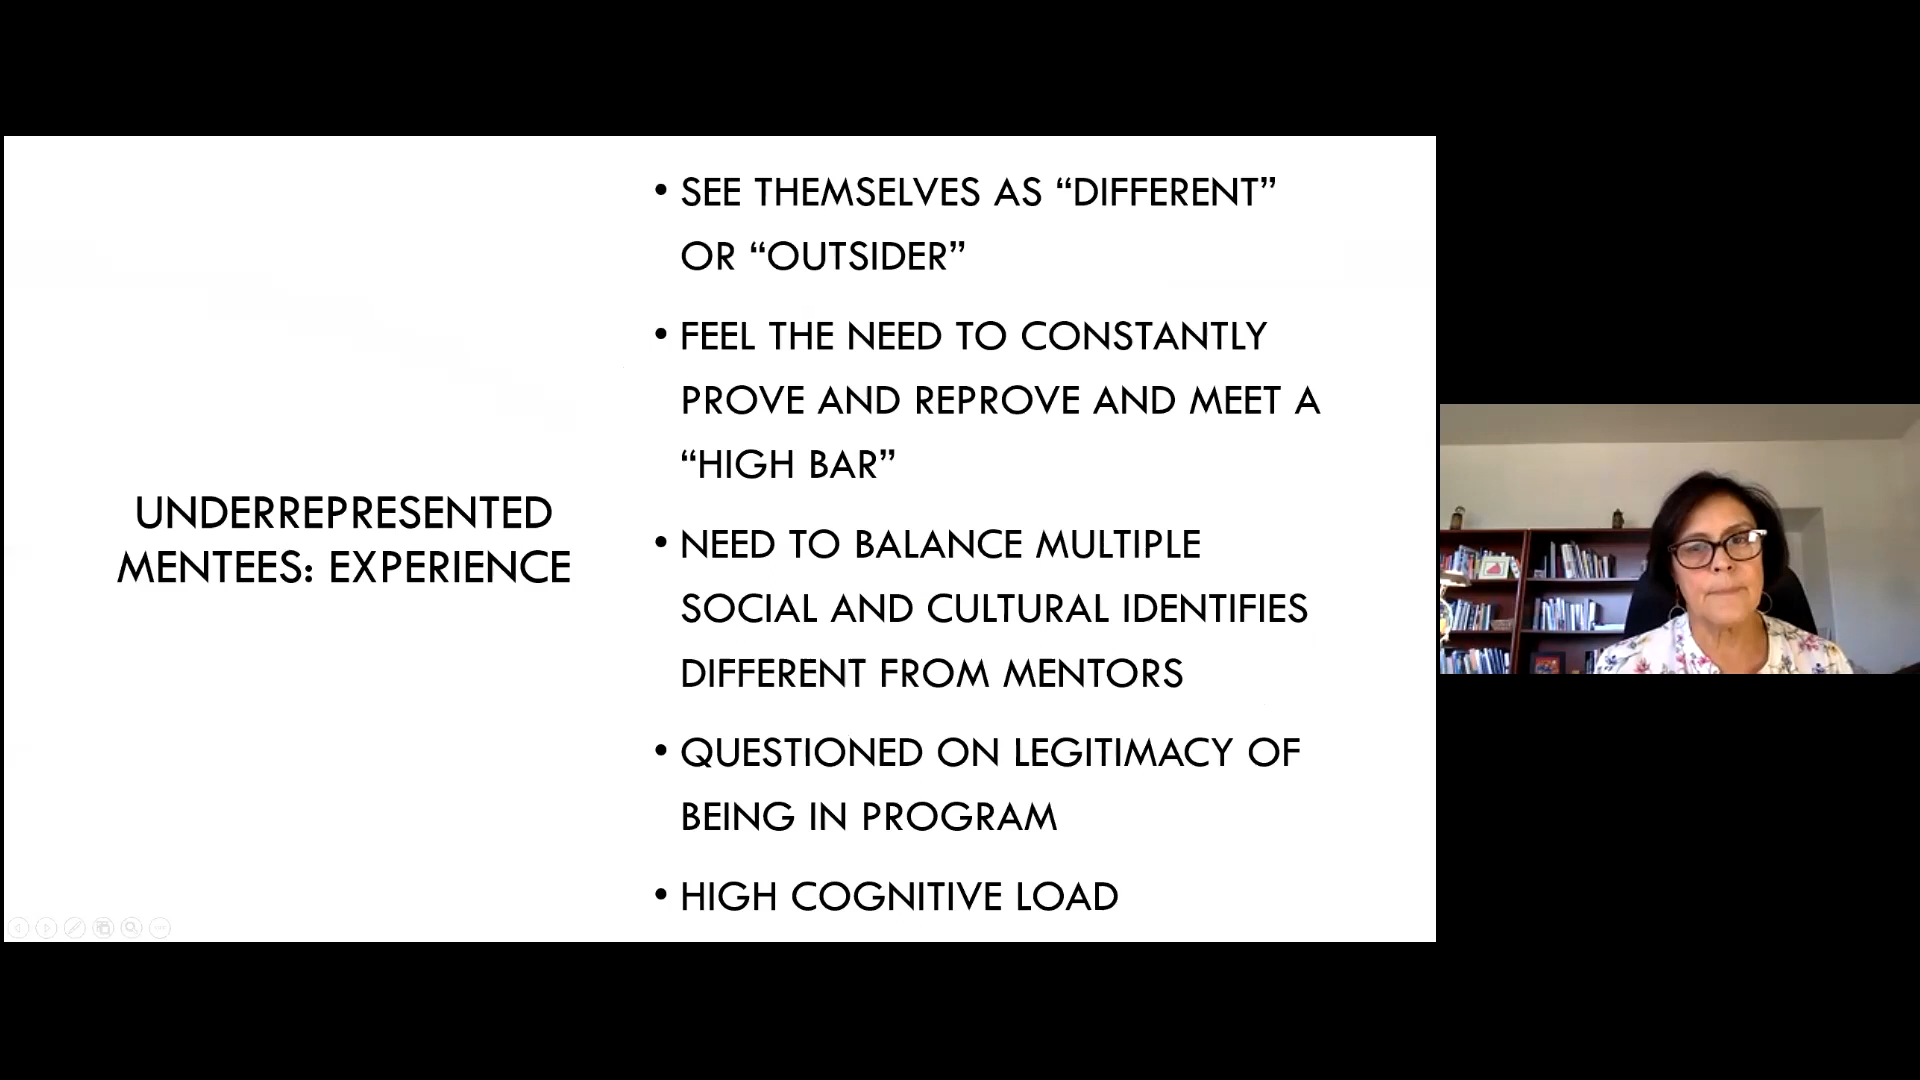 UNDERREPRESENTED
MENTEES: EXPERIENCE
• SEE THEMSELVES AS “DIFFERENT”
OR “OUTSIDER”
• FEEL THE NEED TO CONSTANTLY
PROVE AND REPROVE AND MEET A
“HIGH BAR”
• NEED TO BALANCE MULTIPLE
SOCIAL AND CULTURAL IDENTIFIES
DIFFERENT FROM MENTORS
• QUESTIONED ON LEGITIMACY OF
BEING IN PROGRAM
• HIGH COGNITIVE LOAD